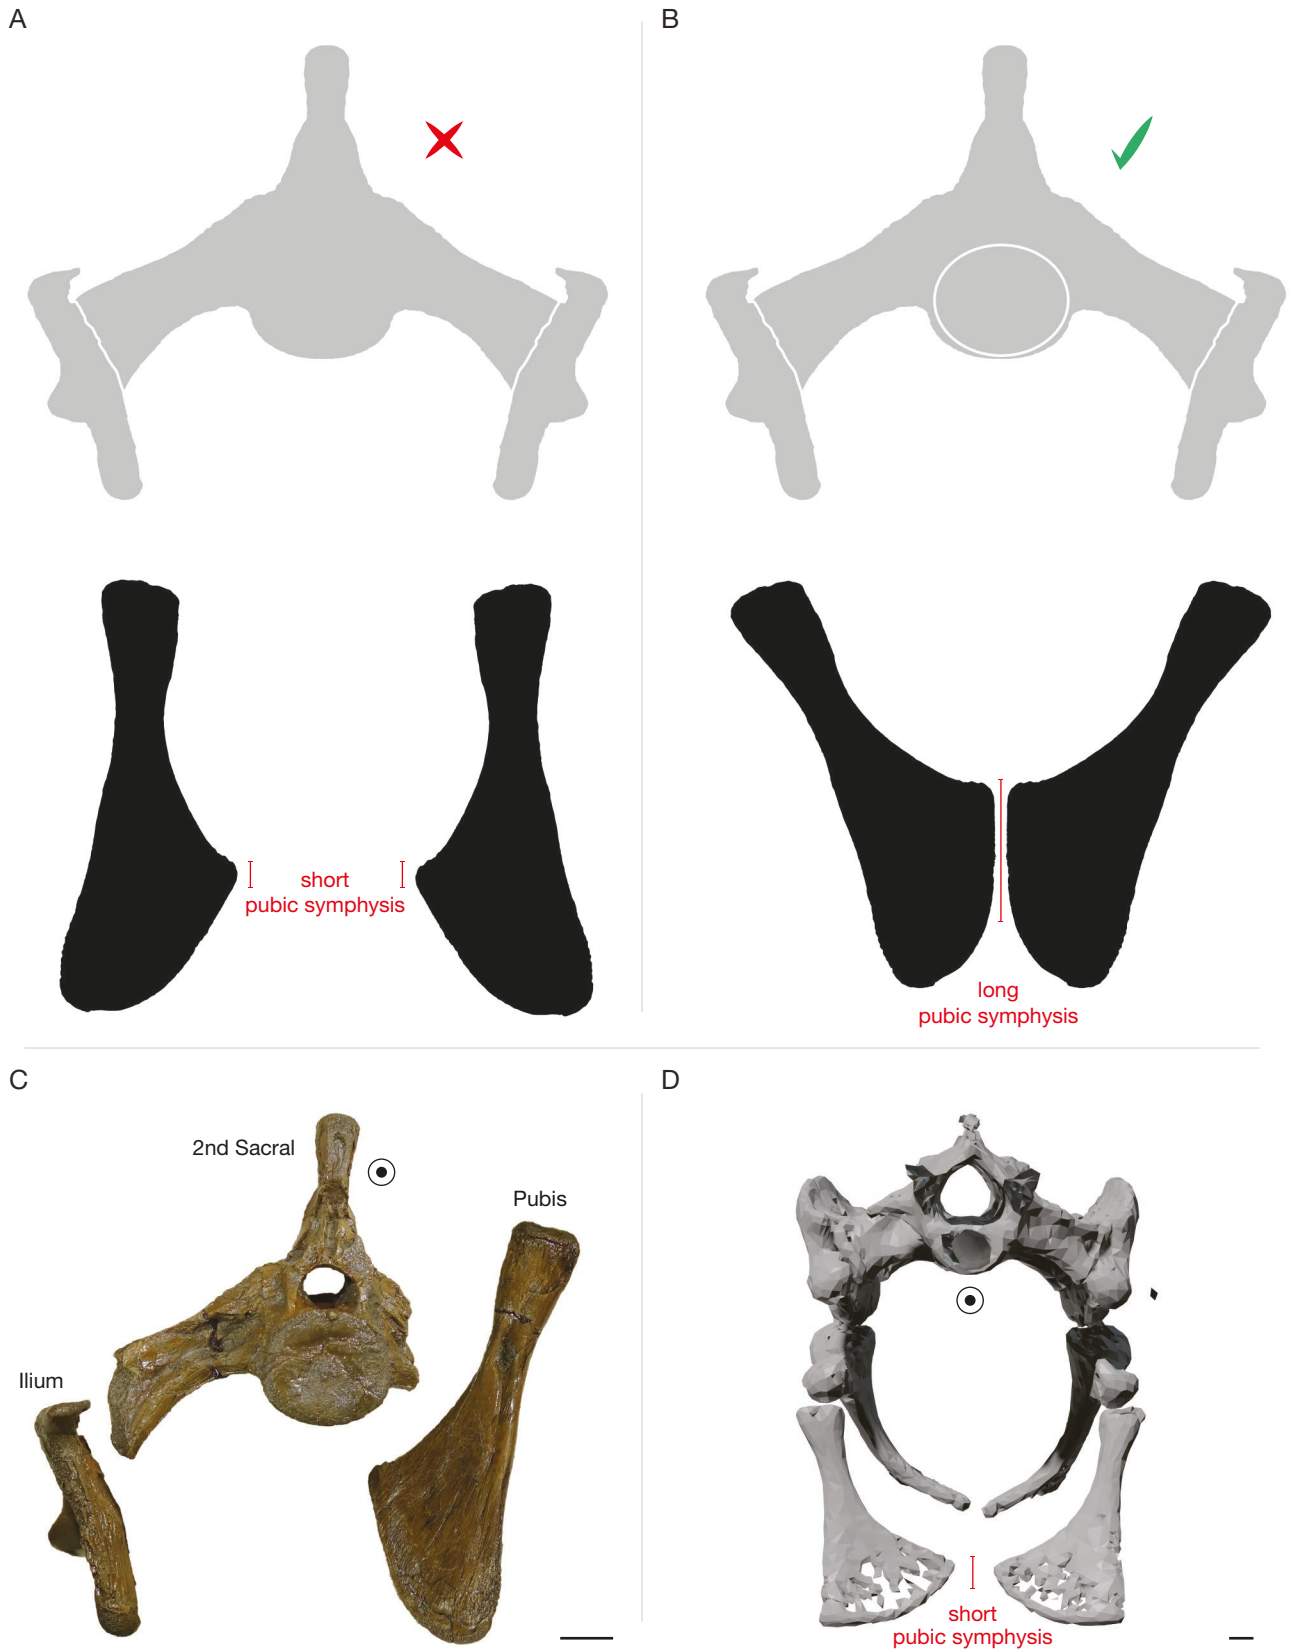 A
B
short
pubic symphysis
long
pubic symphysis
C
D
2nd Sacral
Pubis
Ilium
short
pubic symphysis